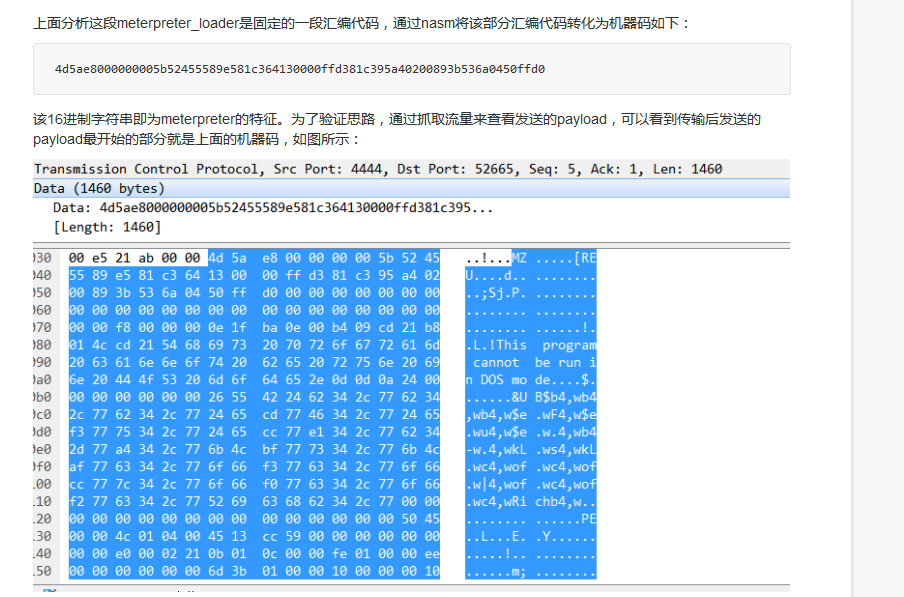 上面分析这段meterpreter_loader是固定的一段汇编代码，通过nasm将该部分汇编代码转化为机器码如下：
4d5ae8000000005b52455589e581c364130000ffd381c395a40200893b536a0450ffd0
该16进制字符串即为meterpreter的特征。为了验证思路，通过抓取流量来查看发送的payload，可以看到传输后发送的
payload最开始的部分就是上面的机器码，如图所示：
Transmission Control Protocol, Src Port: 4444, Dst Port: 52665, Seq: 5, Ack: 1, Len: 1460
Data (1460 bytes)
Data: 4d5ae8000000005b52455589e581c364130000ffd381c395...
[Length: 1460]
030 00 e5 21 ab 00 00 4d 5a e8 00 00 00 00 5b 52 45 ..!...MZ .....[RE
040 55 89 e5 81 c3 64 13 00 00 ff d3 81 c3 95 a4 02 U....d.. ........
050 00 89 3b 53 6a 04 50 ff d0 00 00 00 00 00 00 00 ..;Sj.P. ........
060 00 00 00 00 00 00 00 00 00 00 00 00 00 00 00 00 ........ ........
070 00 00 f8 00 00 00 0e 1f ba 0e 00 b4 09 cd 21 b8 ........ ......!.
080 01 4c cd 21 54 68 69 73 20 70 72 6f 67 72 61 6d .L.!This program
090 20 63 61 6e 6e 6f 74 20 62 65 20 72 75 6e 20 69 cannot be run i
0a0 6e 20 44 4f 53 20 6d 6f 64 65 2e 0d 0d 0a 24 00 n DOS mo de....$.
0b0 00 00 00 00 00 00 26 55 42 24 62 34 2c 77 62 34 ......&U B$b4,wb4
0c0 2c 77 62 34 2c 77 24 65 cd 77 46 34 2c 77 24 65 ,wb4,w$e .wF4,w$e
0d0 f3 77 75 34 2c 77 24 65 cc 77 e1 34 2c 77 62 34 .wu4,w$e .w.4,wb4
0e0 2d 77 a4 34 2c 77 6b 4c bf 77 73 34 2c 77 6b 4c -w.4,wkL .ws4,wkL
0f0 af 77 63 34 2c 77 6f 66 f3 77 63 34 2c 77 6f 66 .wc4,wof .wc4,wof
.00 cc 77 7c 34 2c 77 6f 66 f0 77 63 34 2c 77 6f 66 .w|4,wof .wc4,wof
.10 f2 77 63 34 2c 77 52 69 63 68 62 34 2c 77 00 00 .wc4,wRi chb4,w..
.20 00 00 00 00 00 00 00 00 00 00 00 00 00 00 50 45 ........ ......PE
.30 00 00 4c 01 04 00 45 13 cc 59 00 00 00 00 00 00 ..L...E. .Y......
.40 00 00 e0 00 02 21 0b 01 0c 00 00 fe 01 00 00 ee .....!.. ........
.50 00 00 00 00 00 00 6d 3b 01 00 00 10 00 00 00 10 ......m; ........